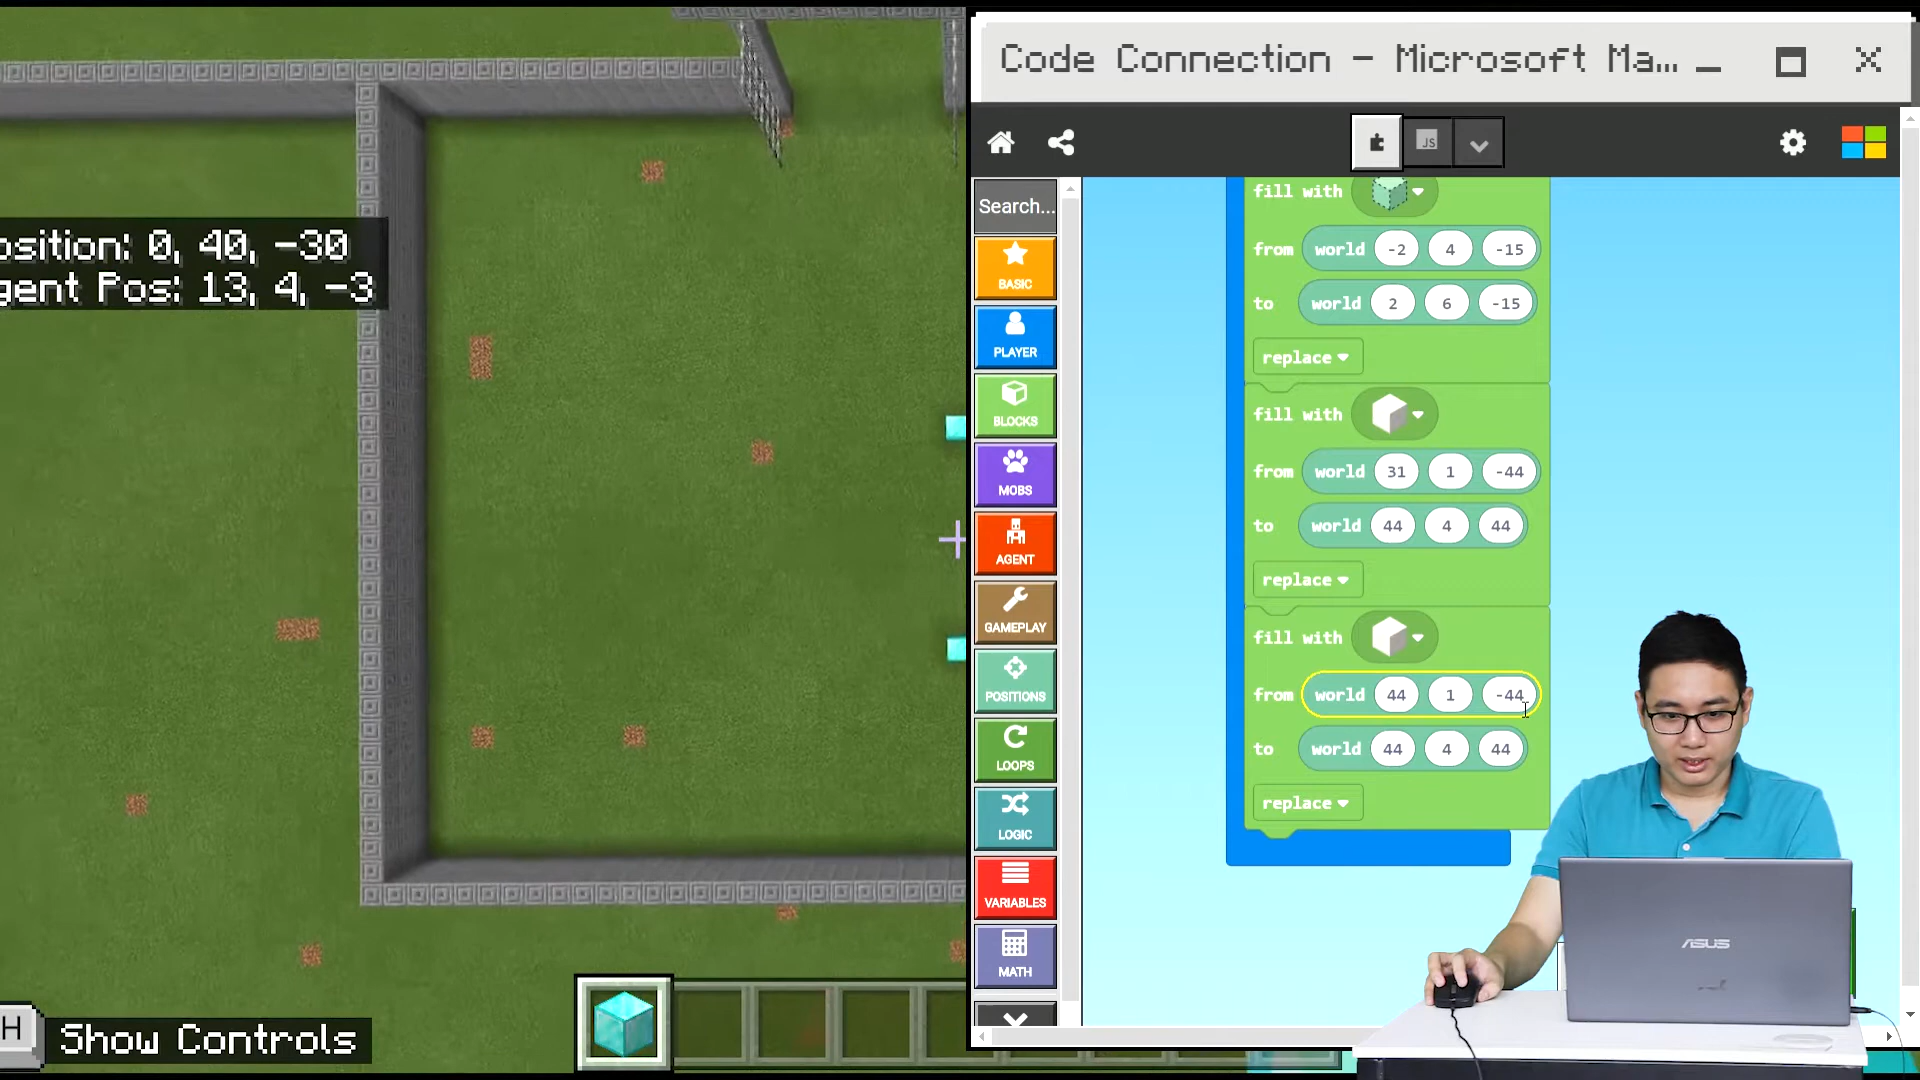 Code Connection – Microsoft Ma...
JS
Search...
BASIC
PLAYER
BLOCKS
MOBS
AGENT
GAMEPLAY
POSITIONS
LOOPS
LOGIC
VARIABLES
MATH
osition: 0, 40, -30
gent Pos: 13, 4, -3
fill with
from world -2 4 -15
to world 2 6 -15
replace
fill with
from world 31 1 -44
to world 44 4 44
replace
fill with
from world 44 1 -44
to world 44 4 44
replace
ASUS
H
Show Controls